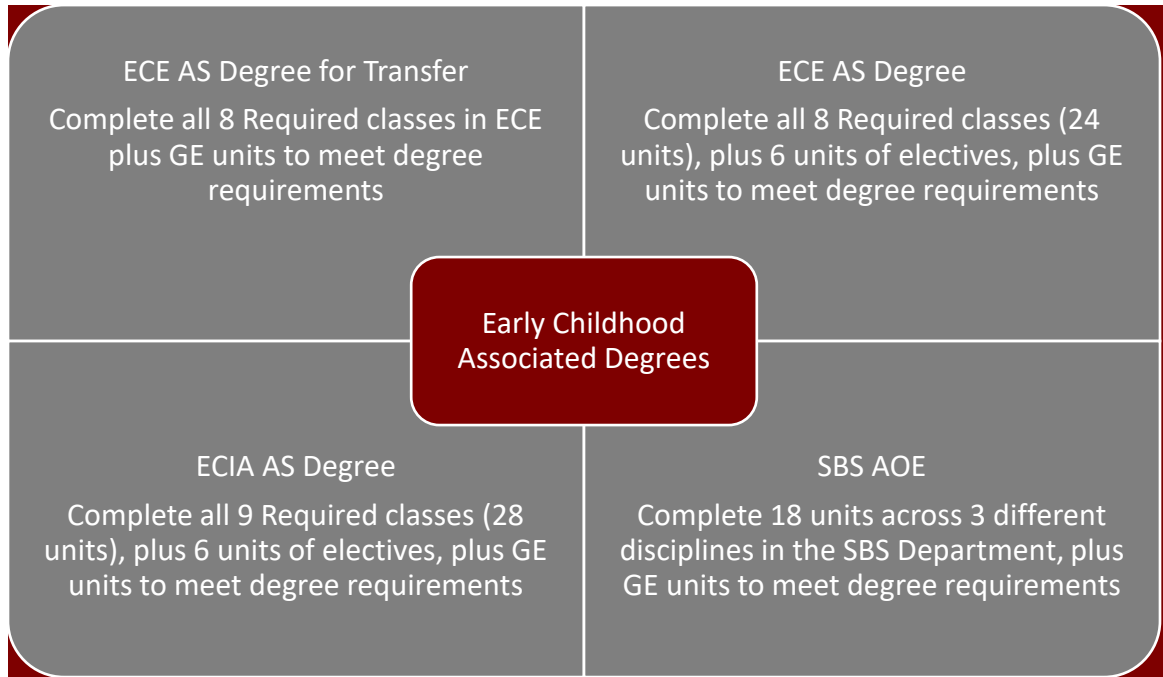 ECE AS Degree for Transfer
Complete all 8 Required classes in ECE
plus GE units to meet degree
requirements
ECE AS Degree
Complete all 8 Required classes (24
units), plus 6 units of electives, plus GE
units to meet degree requirements
Early Childhood
Associated Degrees
ECIA AS Degree
Complete all 9 Required classes (28
units), plus 6 units of electives, plus GE
units to meet degree requirements
SBS AOE
Complete 18 units across 3 different
disciplines in the SBS Department, plus
GE units to meet degree requirements